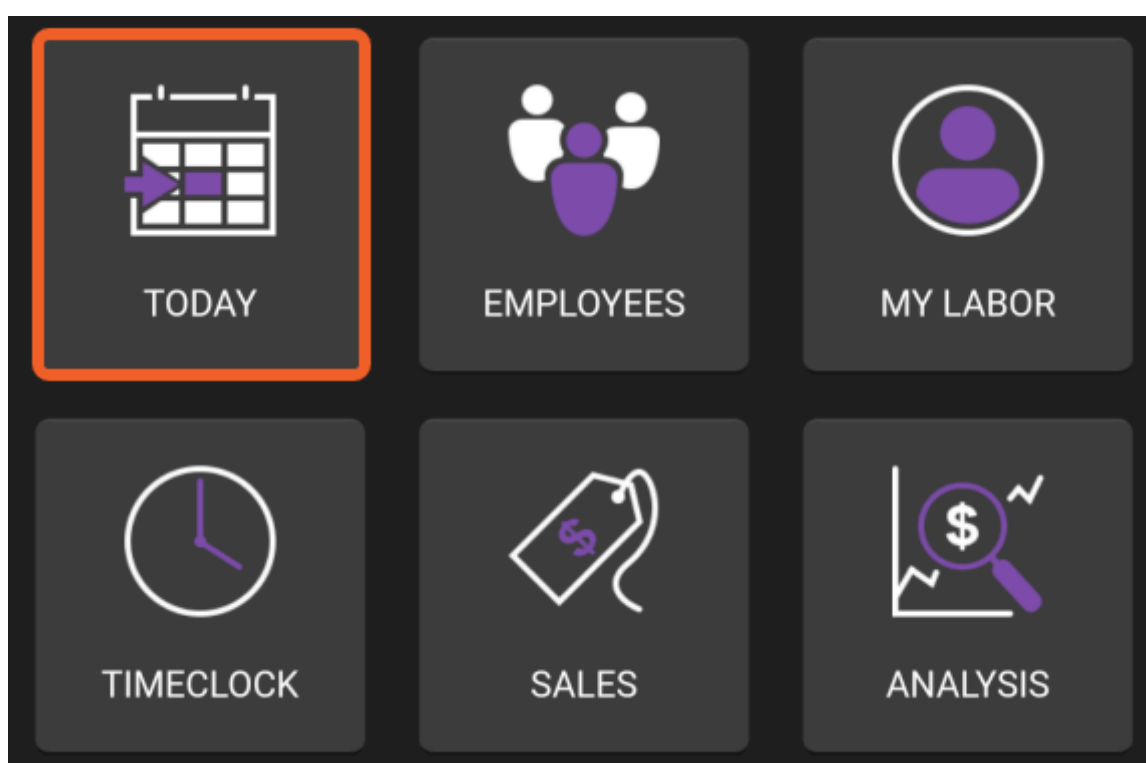 TODAY
EMPLOYEES
MY LABOR
$
$
TIMECLOCK
SALES
ANALYSIS